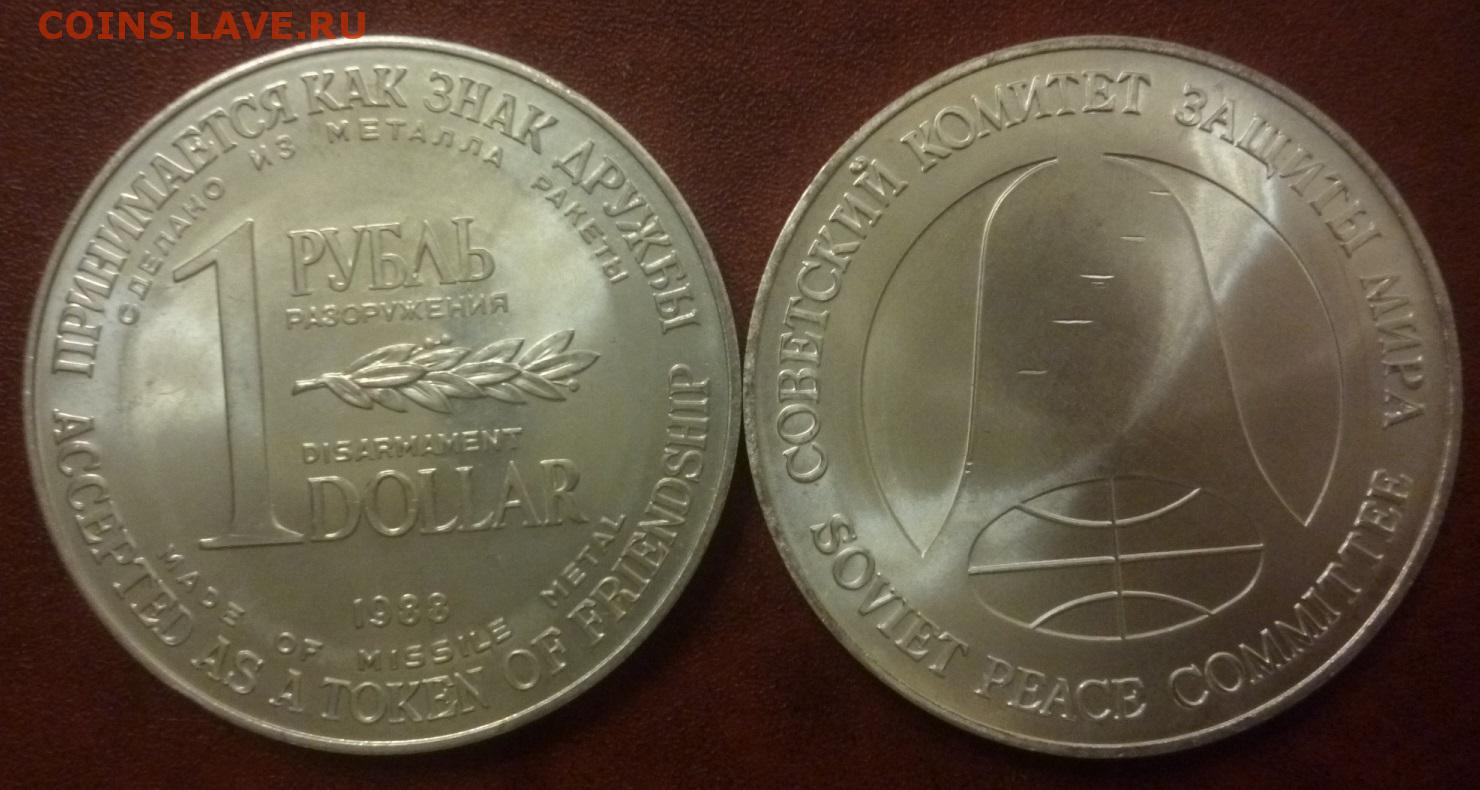 COINS.LAVE.RU
ПРИНИМАЕТСЯ КАК ЗНАК ДРУЖБЫ
СДЕЛАНО ИЗ МЕТАЛЛА РАКЕТЫ
1 РУБЛЬ
РАЗОРУЖЕНИЯ
DISARMAMENT
DOLLAR
1988
MADE OF MISSILE METAL
ACCEPTED AS A TOKEN OF FRIENDSHIP
СОВЕТСКИЙ КОМИТЕТ ЗАЩИТЫ МИРА
SOVIET PEACE COMMITTEE